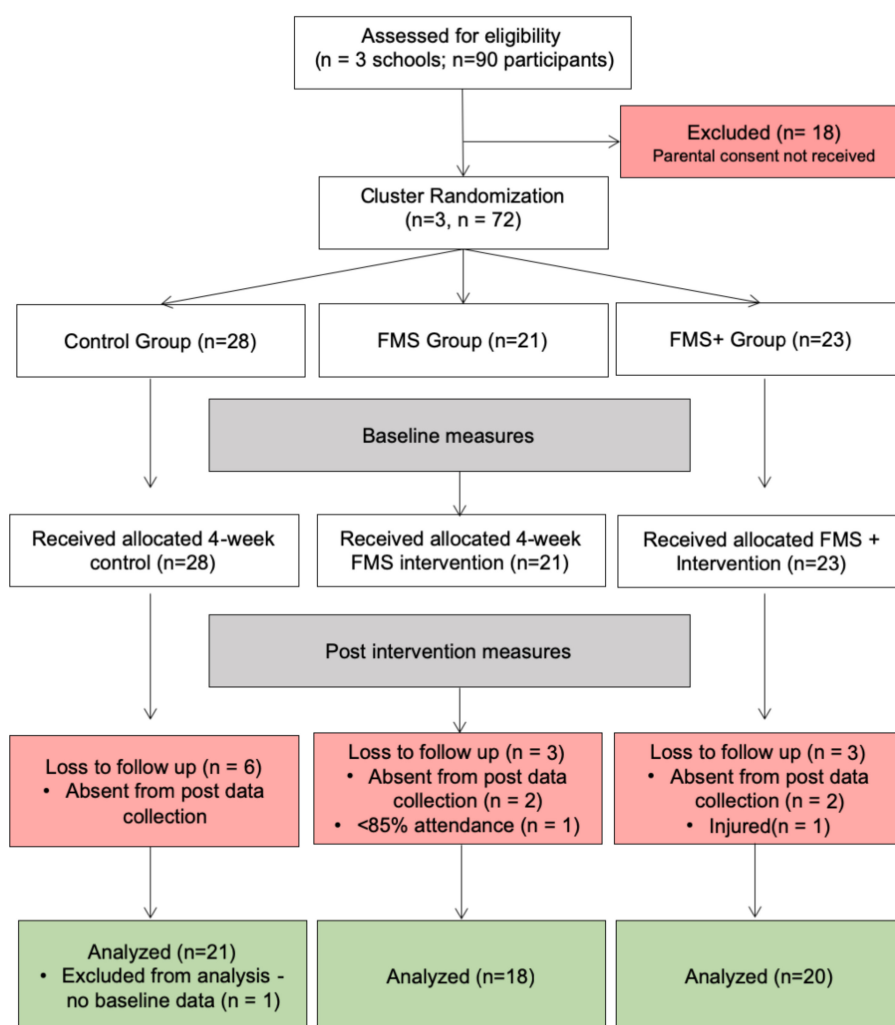 Assessed for eligibility
(n = 3 schools; n=90 participants)
Excluded (n= 18)
Parental consent not received
Cluster Randomization
(n=3, n = 72)
Control Group (n=28)
FMS Group (n=21)
FMS+ Group (n=23)
Baseline measures
Received allocated 4-week
control (n=28)
Received allocated 4-week
FMS intervention (n=21)
Received allocated FMS +
Intervention (n=23)
Post intervention measures
Loss to follow up (n = 6)
• Absent from post data
collection
Loss to follow up (n = 3)
• Absent from post data
collection (n = 2)
• <85% attendance (n = 1)
Loss to follow up (n = 3)
• Absent from post data
collection (n = 2)
• Injured(n = 1)
Analyzed (n=21)
• Excluded from analysis -
no baseline data (n = 1)
Analyzed (n=18)
Analyzed (n=20)